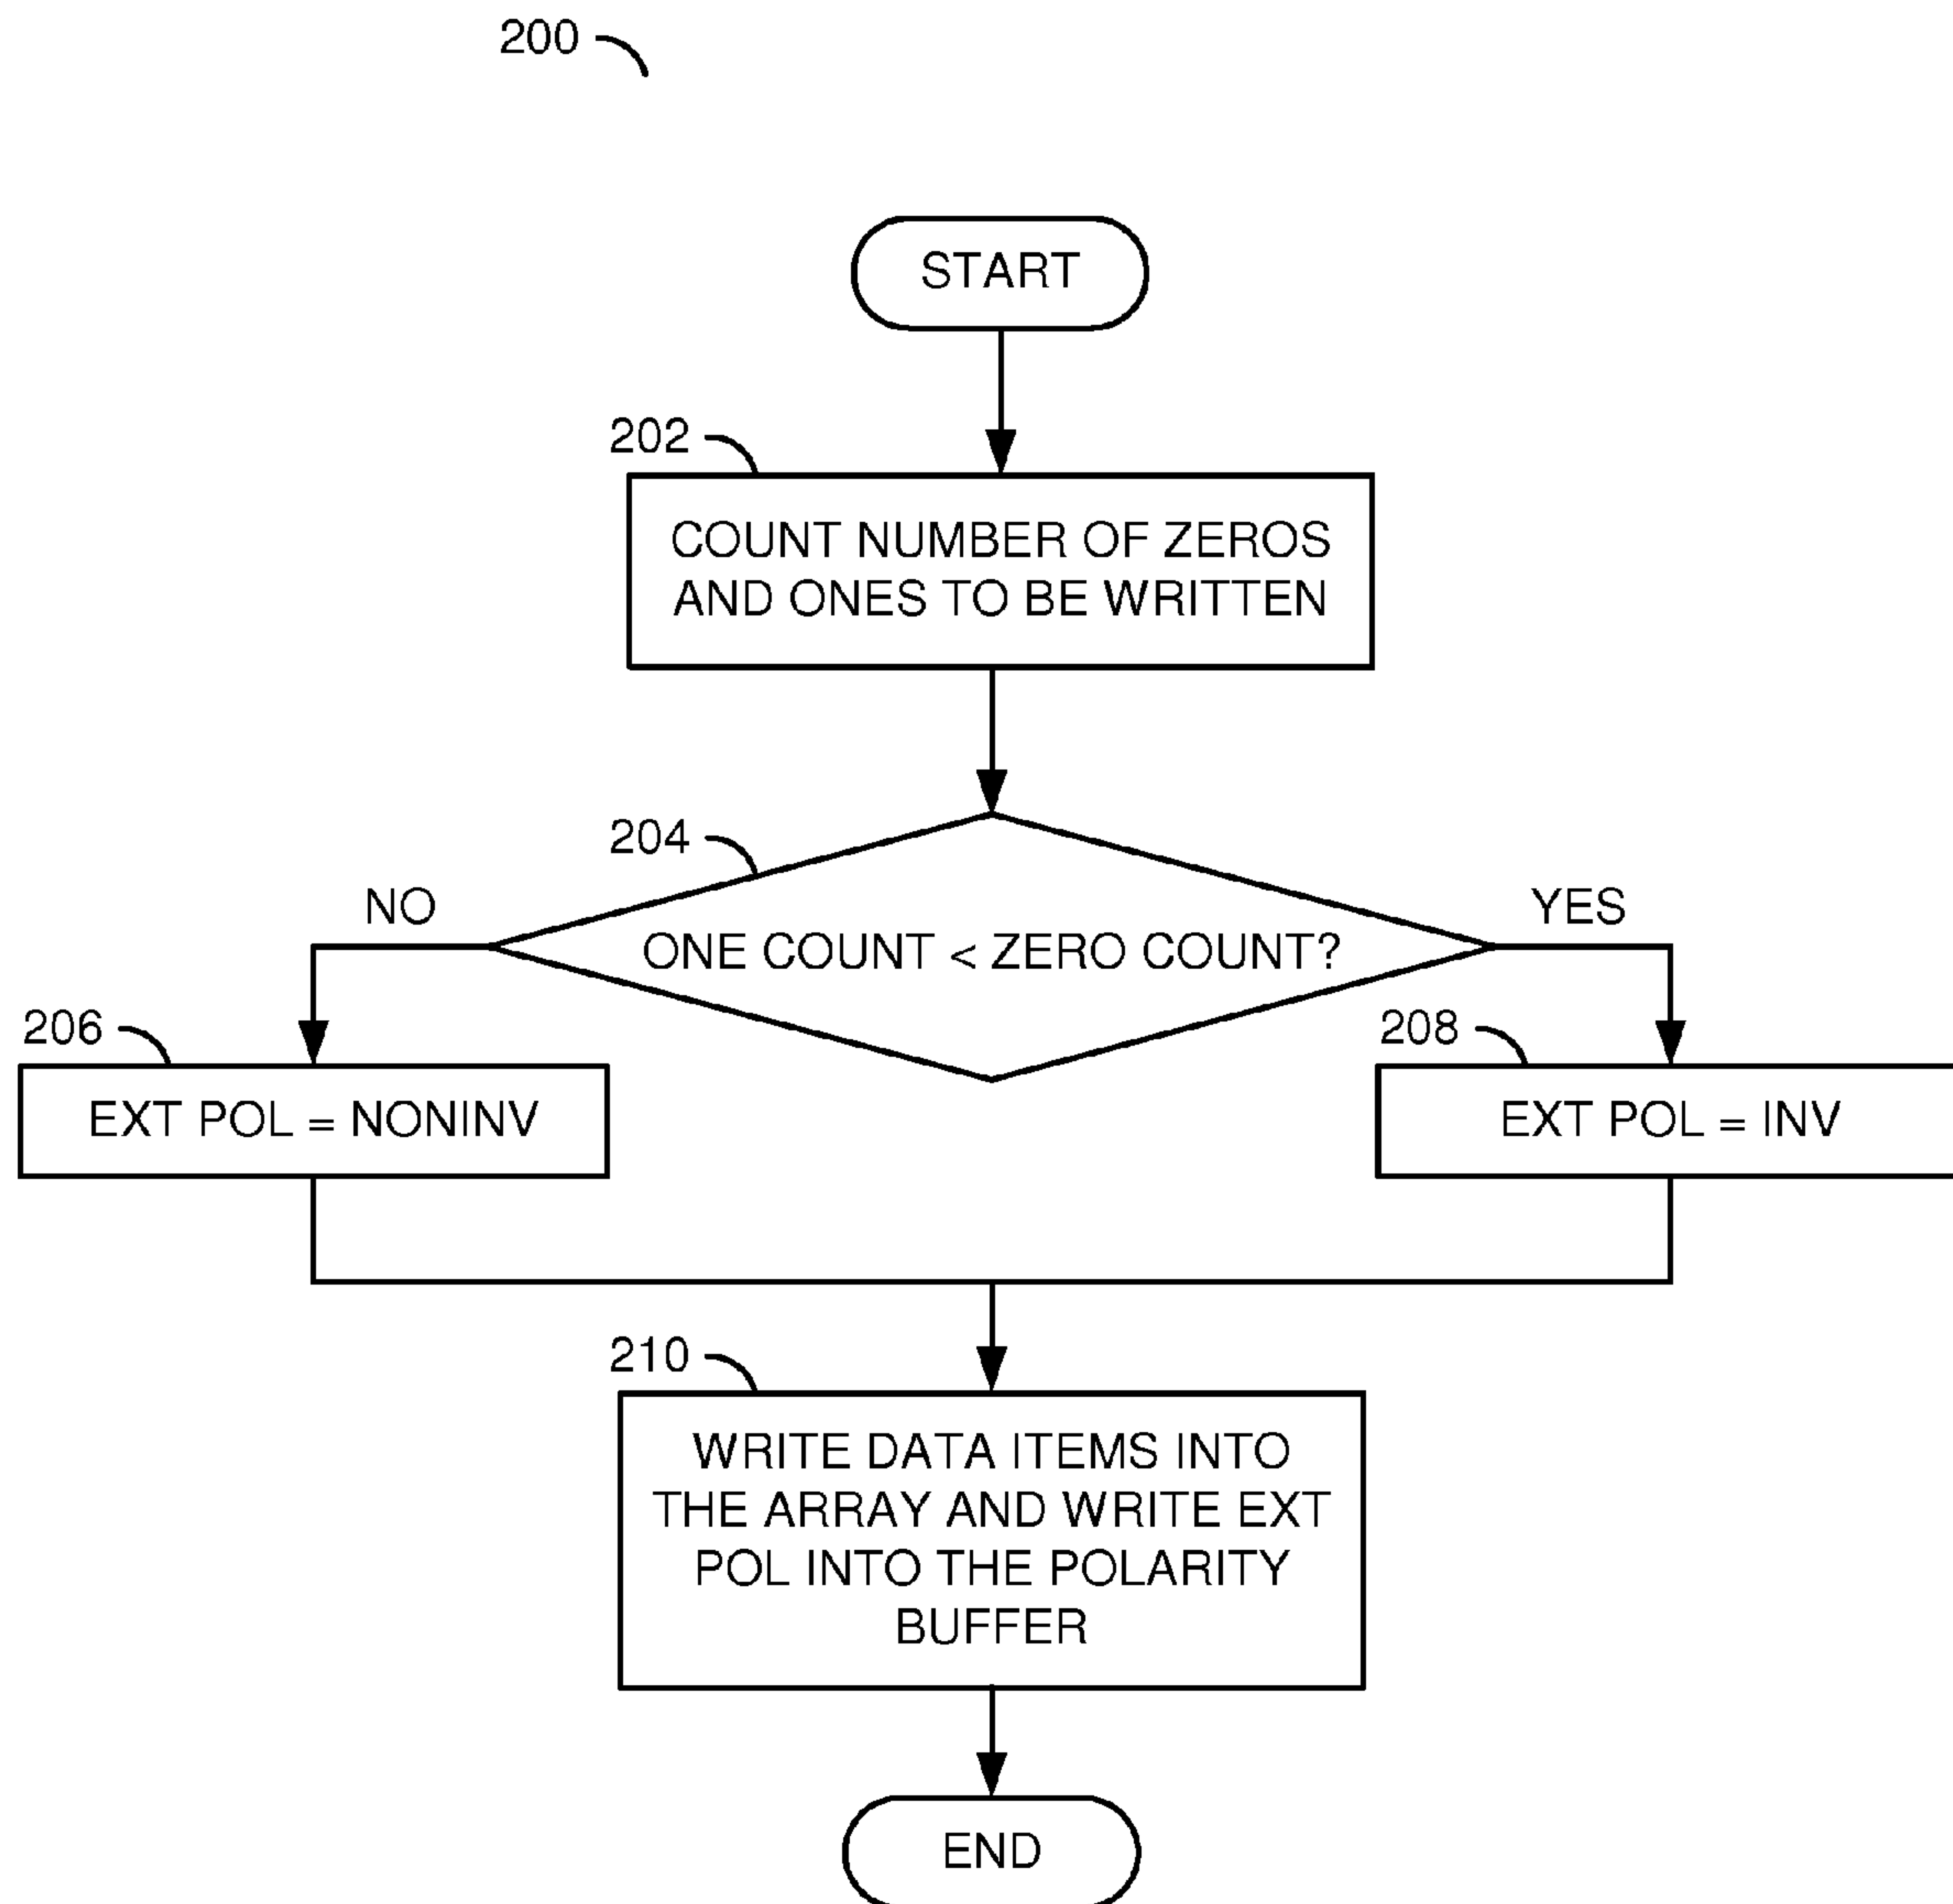 200
START
202
COUNT NUMBER OF ZEROS
AND ONES TO BE WRITTEN
204
NO
YES
ONE COUNT < ZERO COUNT?
206
208
EXT POL = NONINV
EXT POL = INV
210
WRITE DATA ITEMS INTO
THE ARRAY AND WRITE EXT
POL INTO THE POLARITY
BUFFER
END